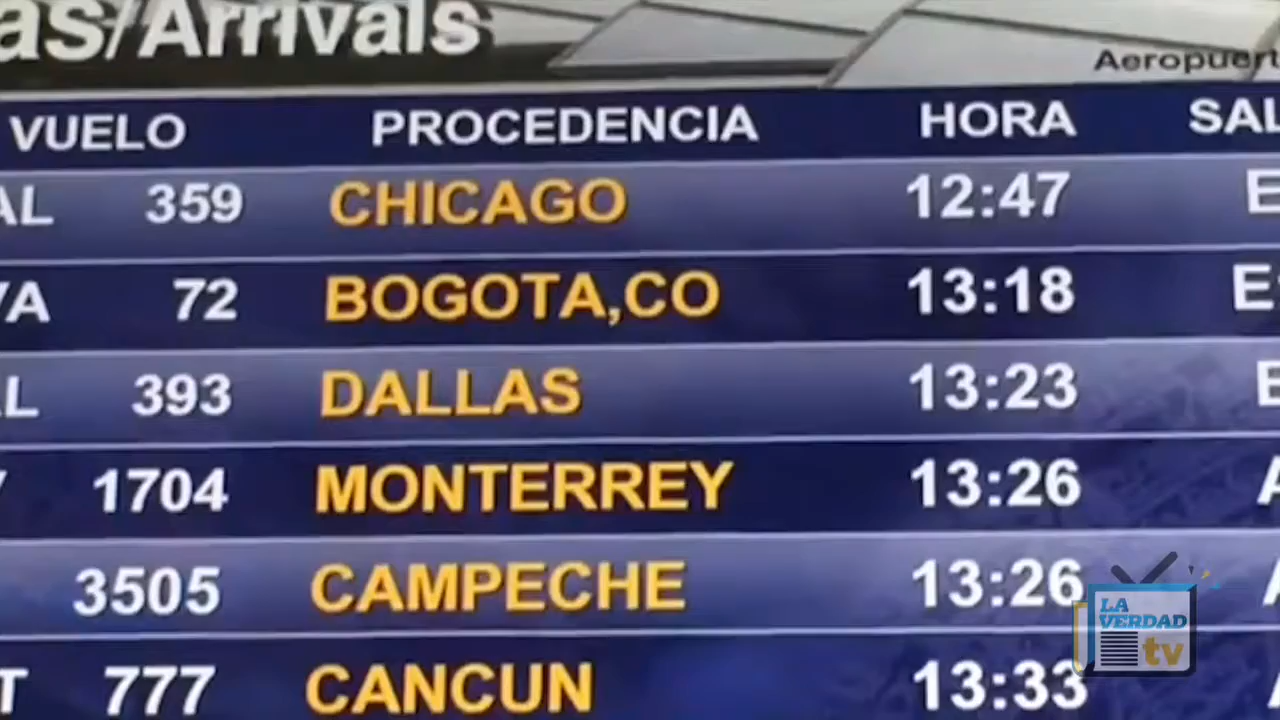 as/Arrivals
Aeropuert
VUELO PROCEDENCIA HORA SAL
AL 359 CHICAGO 12:47 E
VA 72 BOGOTA,CO 13:18 E
L 393 DALLAS 13:23 E
Y 1704 MONTERREY 13:26 A
3505 CAMPECHE 13:26 A
T 777 CANCUN 13:33 A
LA
VERDAD
tv